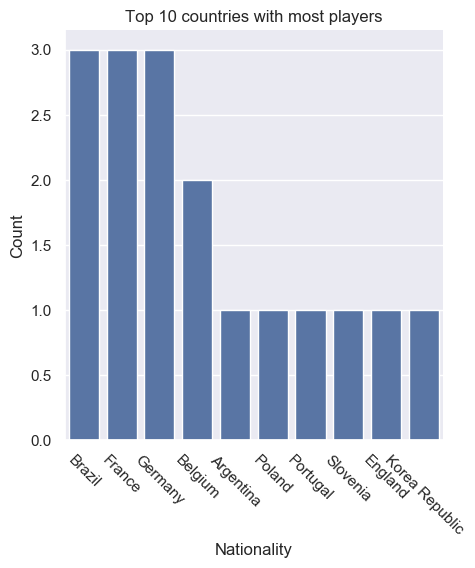 Top 10 countries with most players
3.0
2.5
2.0
1.5
1.0
0.5
0.0
Count
Brazil
France
Germany
Belgium
Argentina
Poland
Portugal
Slovenia
England
Korea Republic
Nationality